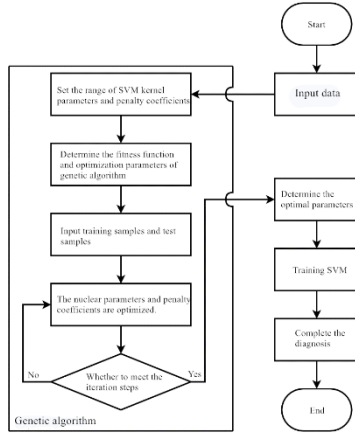 Start
Input data
Set the range of SVM kernel
parameters and penalty coefficients
Determine the fitness function
and optimization parameters of
genetic algorithm
Input training samples and test
samples
The nuclear parameters and penalty
coefficients are optimized.
No
Whether to meet the
iteration steps
Yes
Genetic algorithm
Determine the
optimal parameters
Training SVM
Complete the
diagnosis
End